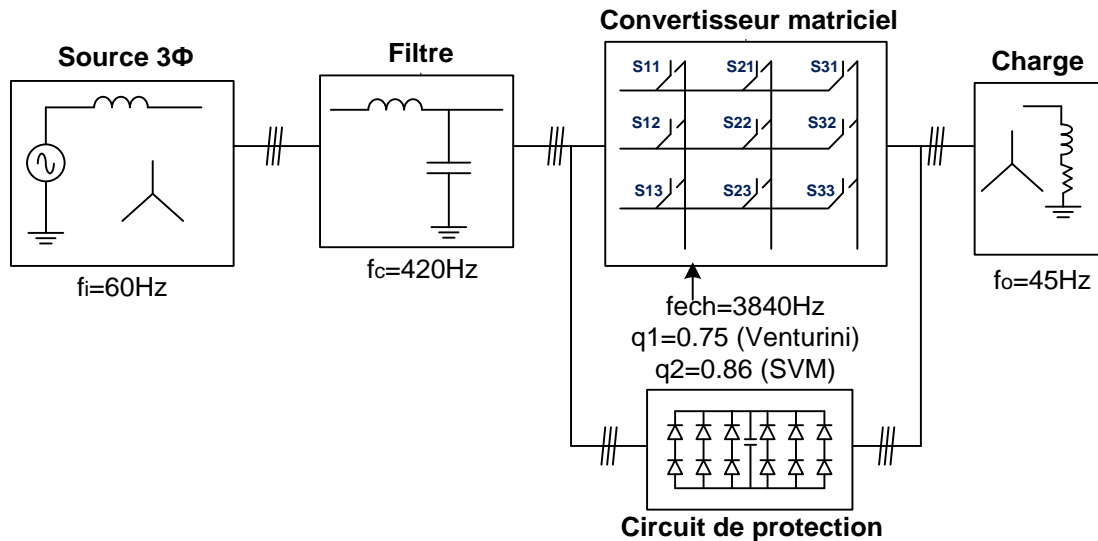 Convertisseur matriciel
Source 3Φ
Filtre
Charge
S11
S21
S31
S12
S22
S32
S13
S23
S33
fi=60Hz
fc=420Hz
fo=45Hz
fech=3840Hz
q1=0.75 (Venturini)
q2=0.86 (SVM)
Circuit de protection